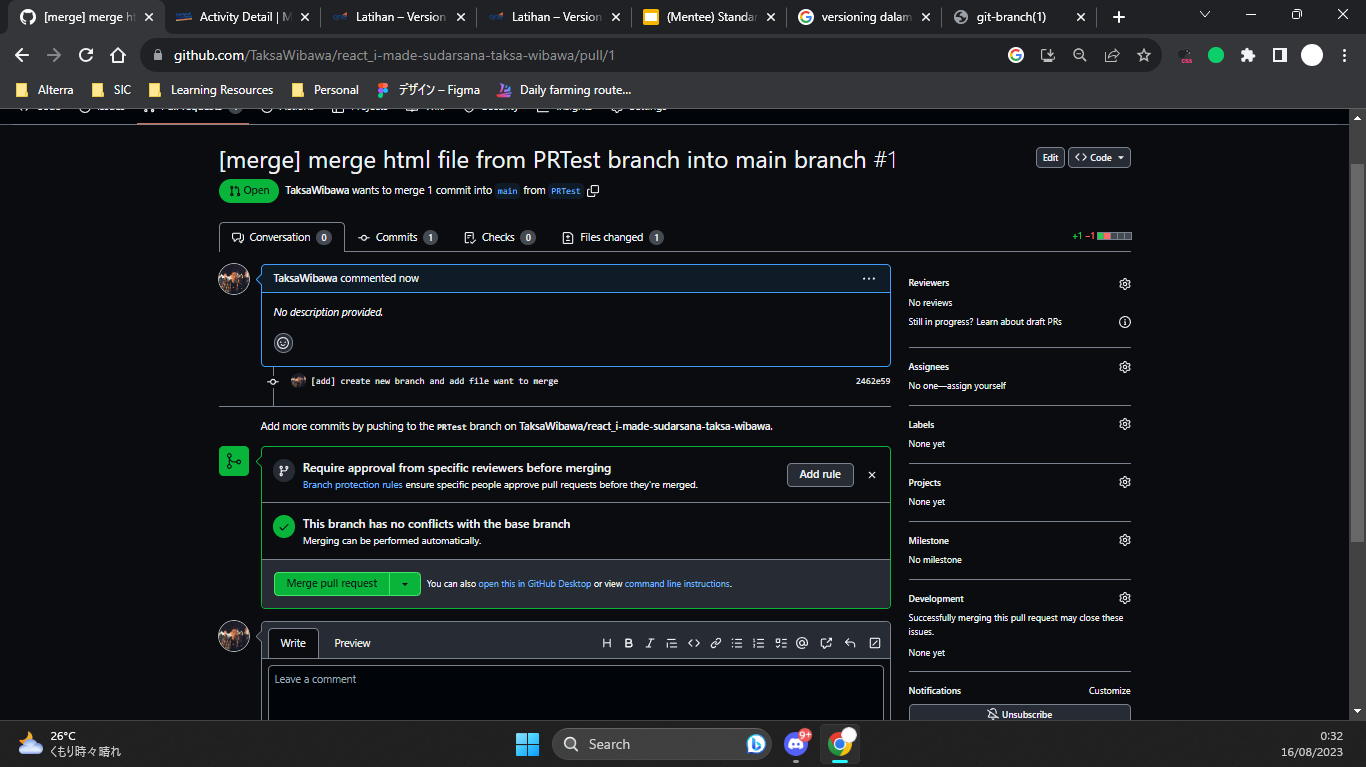 [merge] merge ht
Activity Detail | M
Latihan – Version
Latihan – Version
(Mentee) Standar
versioning dalam
git-branch(1)
github.com/TaksaWibawa/react_i-made-sudarsana-taksa-wibawa/pull/1
Alterra
SIC
Learning Resources
Personal
デザイン – Figma
Daily farming route...
[merge] merge html file from PRTest branch into main branch #1
Edit
<> Code
Open
TaksaWibawa wants to merge 1 commit into main from PRTest
Conversation 0
Commits 1
Checks 0
Files changed 1
+1 −1
TaksaWibawa commented now
No description provided.
[add] create new branch and add file want to merge
2462e59
Add more commits by pushing to the PRTest branch on TaksaWibawa/react_i-made-sudarsana-taksa-wibawa.
Require approval from specific reviewers before merging
Branch protection rules ensure specific people approve pull requests before they're merged.
Add rule
This branch has no conflicts with the base branch
Merging can be performed automatically.
Merge pull request
You can also open this in GitHub Desktop or view command line instructions.
Write
Preview
Leave a comment
Reviewers
No reviews
Still in progress? Learn about draft PRs
Assignees
No one—assign yourself
Labels
None yet
Projects
None yet
Milestone
No milestone
Development
Successfully merging this pull request may close these
issues.
None yet
Notifications
Customize
Unsubscribe
26°C
くもり時々晴れ
Search
9+
0:32
16/08/2023